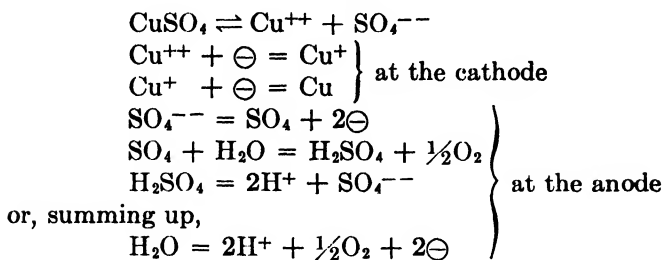 CuSO₄ ⇌ Cu⁺⁺ + SO₄⁻⁻
Cu⁺⁺ + ⊖ = Cu⁺
Cu⁺ + ⊖ = Cu
} at the cathode
SO₄⁻⁻ = SO₄ + 2⊖
SO₄ + H₂O = H₂SO₄ + ½O₂
H₂SO₄ = 2H⁺ + SO₄⁻⁻
} at the anode
or, summing up,
H₂O = 2H⁺ + ½O₂ + 2⊖